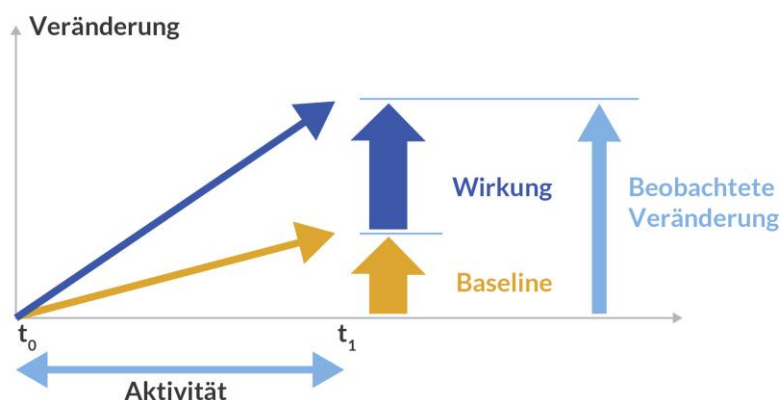 Veränderung
Wirkung
Beobachtete
Veränderung
Baseline
t₀
t₁
Aktivität